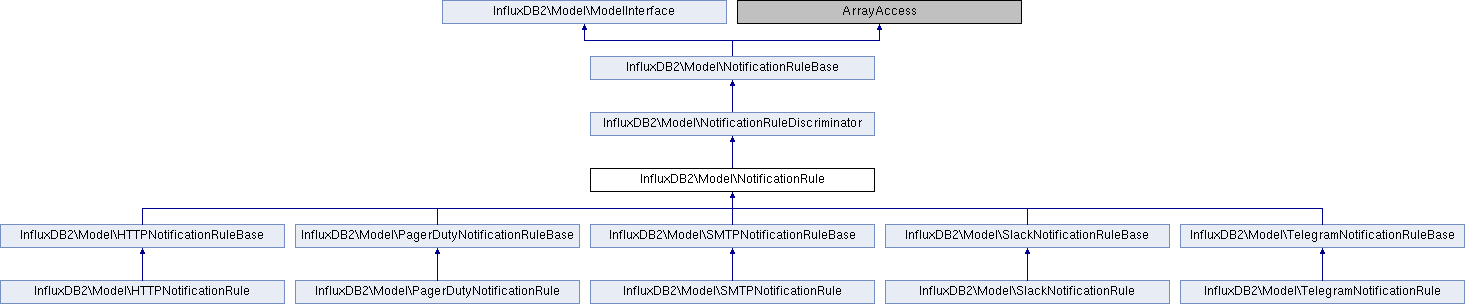 InfluxDB2\Model\ModelInterface
ArrayAccess
InfluxDB2\Model\NotificationRuleBase
InfluxDB2\Model\NotificationRuleDiscriminator
InfluxDB2\Model\NotificationRule
InfluxDB2\Model\HTTPNotificationRuleBase
InfluxDB2\Model\PagerDutyNotificationRuleBase
InfluxDB2\Model\SMTPNotificationRuleBase
InfluxDB2\Model\SlackNotificationRuleBase
InfluxDB2\Model\TelegramNotificationRuleBase
InfluxDB2\Model\HTTPNotificationRule
InfluxDB2\Model\PagerDutyNotificationRule
InfluxDB2\Model\SMTPNotificationRule
InfluxDB2\Model\SlackNotificationRule
InfluxDB2\Model\TelegramNotificationRule